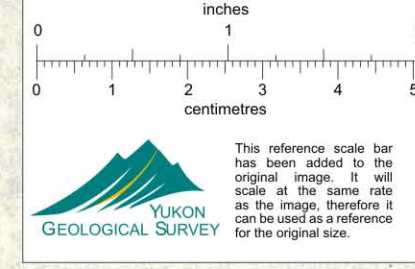 inches
0 1
0 1 2 3 4 5
centimetres
YUKON
GEOLOGICAL SURVEY
This reference scale bar
has been added to the
original image. It will
scale at the same rate
as the image, therefore it
can be used as a reference
for the original size.